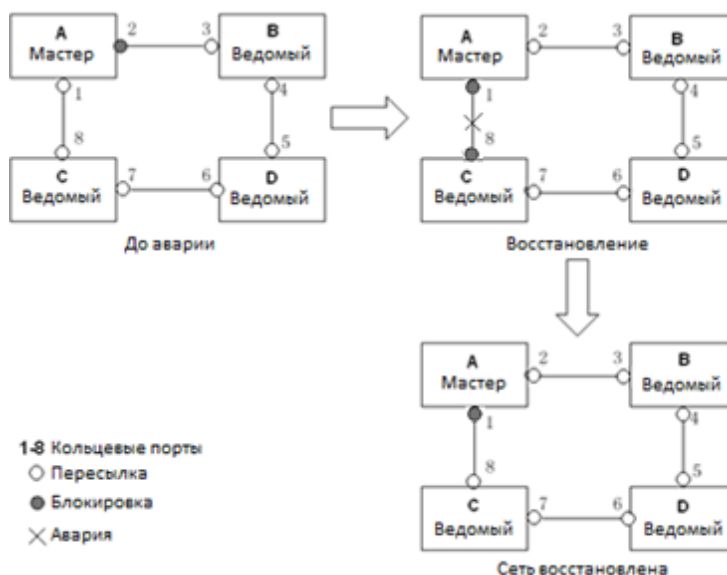 A
Мастер
2
3
B
Ведомый
1
4
8
5
C
Ведомый
7
6
D
Ведомый
До аварии
A
Мастер
2
3
B
Ведомый
1
4
8
5
C
Ведомый
7
6
D
Ведомый
Восстановление
A
Мастер
2
3
B
Ведомый
1
4
8
5
C
Ведомый
7
6
D
Ведомый
Сеть восстановлена
1-8 Кольцевые порты
Пересылка
Блокировка
Авария